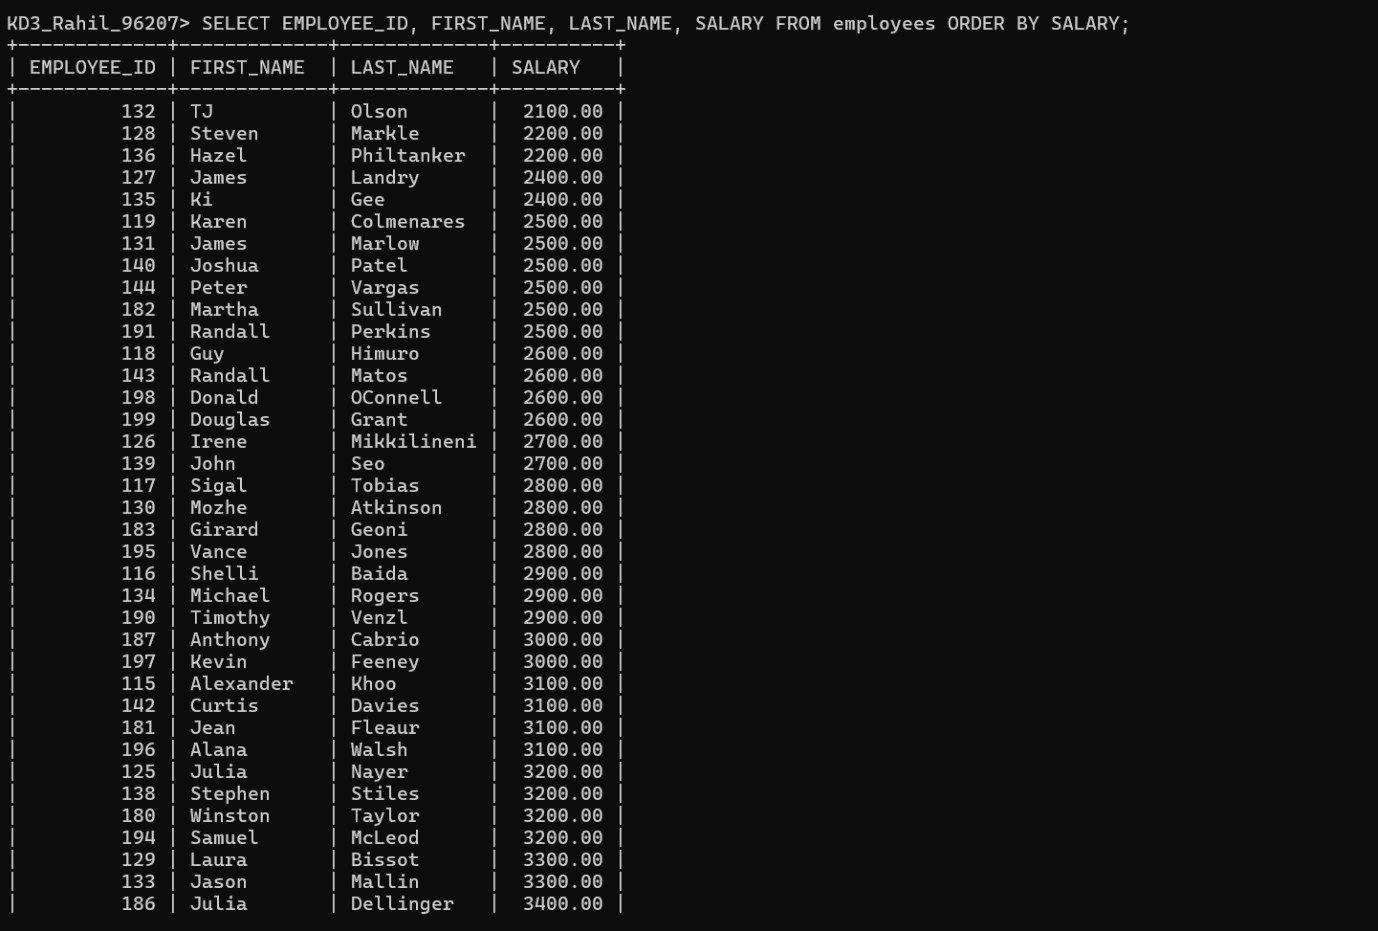 KD3_Rahil_96207> SELECT EMPLOYEE_ID, FIRST_NAME, LAST_NAME, SALARY FROM employees ORDER BY SALARY;
+-------------+-------------+-------------+----------+
| EMPLOYEE_ID | FIRST_NAME  | LAST_NAME   | SALARY   |
+-------------+-------------+-------------+----------+
|         132 | TJ          | Olson       |  2100.00 |
|         128 | Steven      | Markle      |  2200.00 |
|         136 | Hazel       | Philtanker  |  2200.00 |
|         127 | James       | Landry      |  2400.00 |
|         135 | Ki          | Gee         |  2400.00 |
|         119 | Karen       | Colmenares  |  2500.00 |
|         131 | James       | Marlow      |  2500.00 |
|         140 | Joshua      | Patel       |  2500.00 |
|         144 | Peter       | Vargas      |  2500.00 |
|         182 | Martha      | Sullivan    |  2500.00 |
|         191 | Randall     | Perkins     |  2500.00 |
|         118 | Guy         | Himuro      |  2600.00 |
|         143 | Randall     | Matos       |  2600.00 |
|         198 | Donald      | OConnell    |  2600.00 |
|         199 | Douglas     | Grant       |  2600.00 |
|         126 | Irene       | Mikkilineni |  2700.00 |
|         139 | John        | Seo         |  2700.00 |
|         117 | Sigal       | Tobias      |  2800.00 |
|         130 | Mozhe       | Atkinson    |  2800.00 |
|         183 | Girard      | Geoni       |  2800.00 |
|         195 | Vance       | Jones       |  2800.00 |
|         116 | Shelli      | Baida       |  2900.00 |
|         134 | Michael     | Rogers      |  2900.00 |
|         190 | Timothy     | Venzl       |  2900.00 |
|         187 | Anthony     | Cabrio      |  3000.00 |
|         197 | Kevin       | Feeney      |  3000.00 |
|         115 | Alexander   | Khoo        |  3100.00 |
|         142 | Curtis      | Davies      |  3100.00 |
|         181 | Jean        | Fleaur      |  3100.00 |
|         196 | Alana       | Walsh       |  3100.00 |
|         125 | Julia       | Nayer       |  3200.00 |
|         138 | Stephen     | Stiles      |  3200.00 |
|         180 | Winston     | Taylor      |  3200.00 |
|         194 | Samuel      | McLeod      |  3200.00 |
|         129 | Laura       | Bissot      |  3300.00 |
|         133 | Jason       | Mallin      |  3300.00 |
|         186 | Julia       | Dellinger   |  3400.00 |